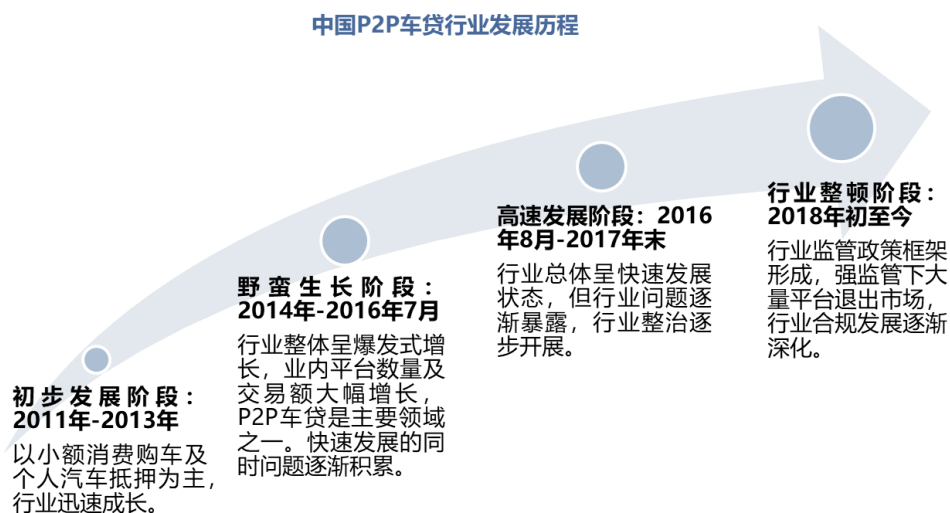 中国P2P车贷行业发展历程
初步发展阶段：
2011年-2013年
以小额消费购车及
个人汽车抵押为主，
行业迅速成长。
野蛮生长阶段：
2014年-2016年7月
行业整体呈爆发式增
长，业内平台数量及
交易额大幅增长，
P2P车贷是主要领域
之一。快速发展的同
时问题逐渐积累。
高速发展阶段：2016
年8月-2017年末
行业总体呈快速发展
状态，但行业问题逐
渐暴露，行业整治逐
步开展。
行业整顿阶段：
2018年初至今
行业监管政策框架
形成，强监管下大
量平台退出市场，
行业合规发展逐渐
深化。